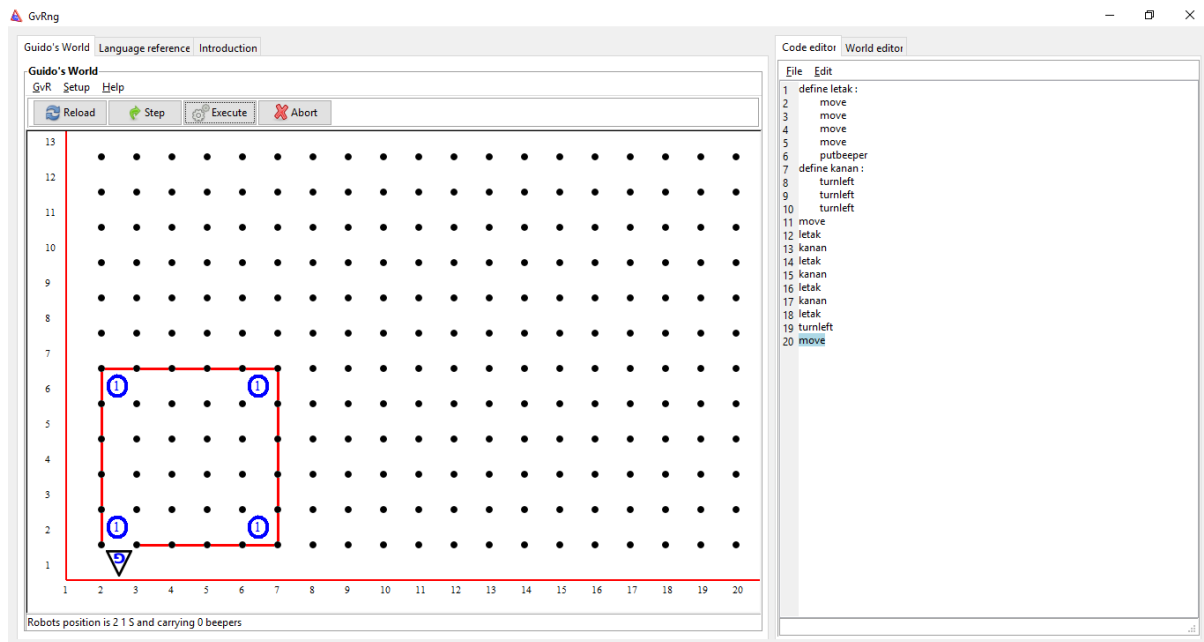 GvRng
Guido's World Language reference Introduction
Guido's World
GvR Setup Help
Reload Step Execute Abort
13
12
11
10
9
8
7
6
5
4
3
2
1
1 1
1 1
G
1 2 3 4 5 6 7 8 9 10 11 12 13 14 15 16 17 18 19 20
Robots position is 2 1 S and carrying 0 beepers
Code editor World editor
File Edit
1 define letak :
2 move
3 move
4 move
5 move
6 putbeeper
7 define kanan :
8 turnleft
9 turnleft
10 turnleft
11 move
12 letak
13 kanan
14 letak
15 kanan
16 letak
17 kanan
18 letak
19 turnleft
20 move